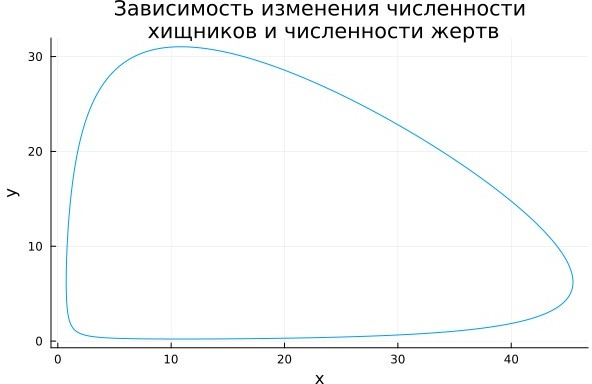 Зависимость изменения численности
хищников и численности жертв
30
20
10
0
y
0 10 20 30 40
x